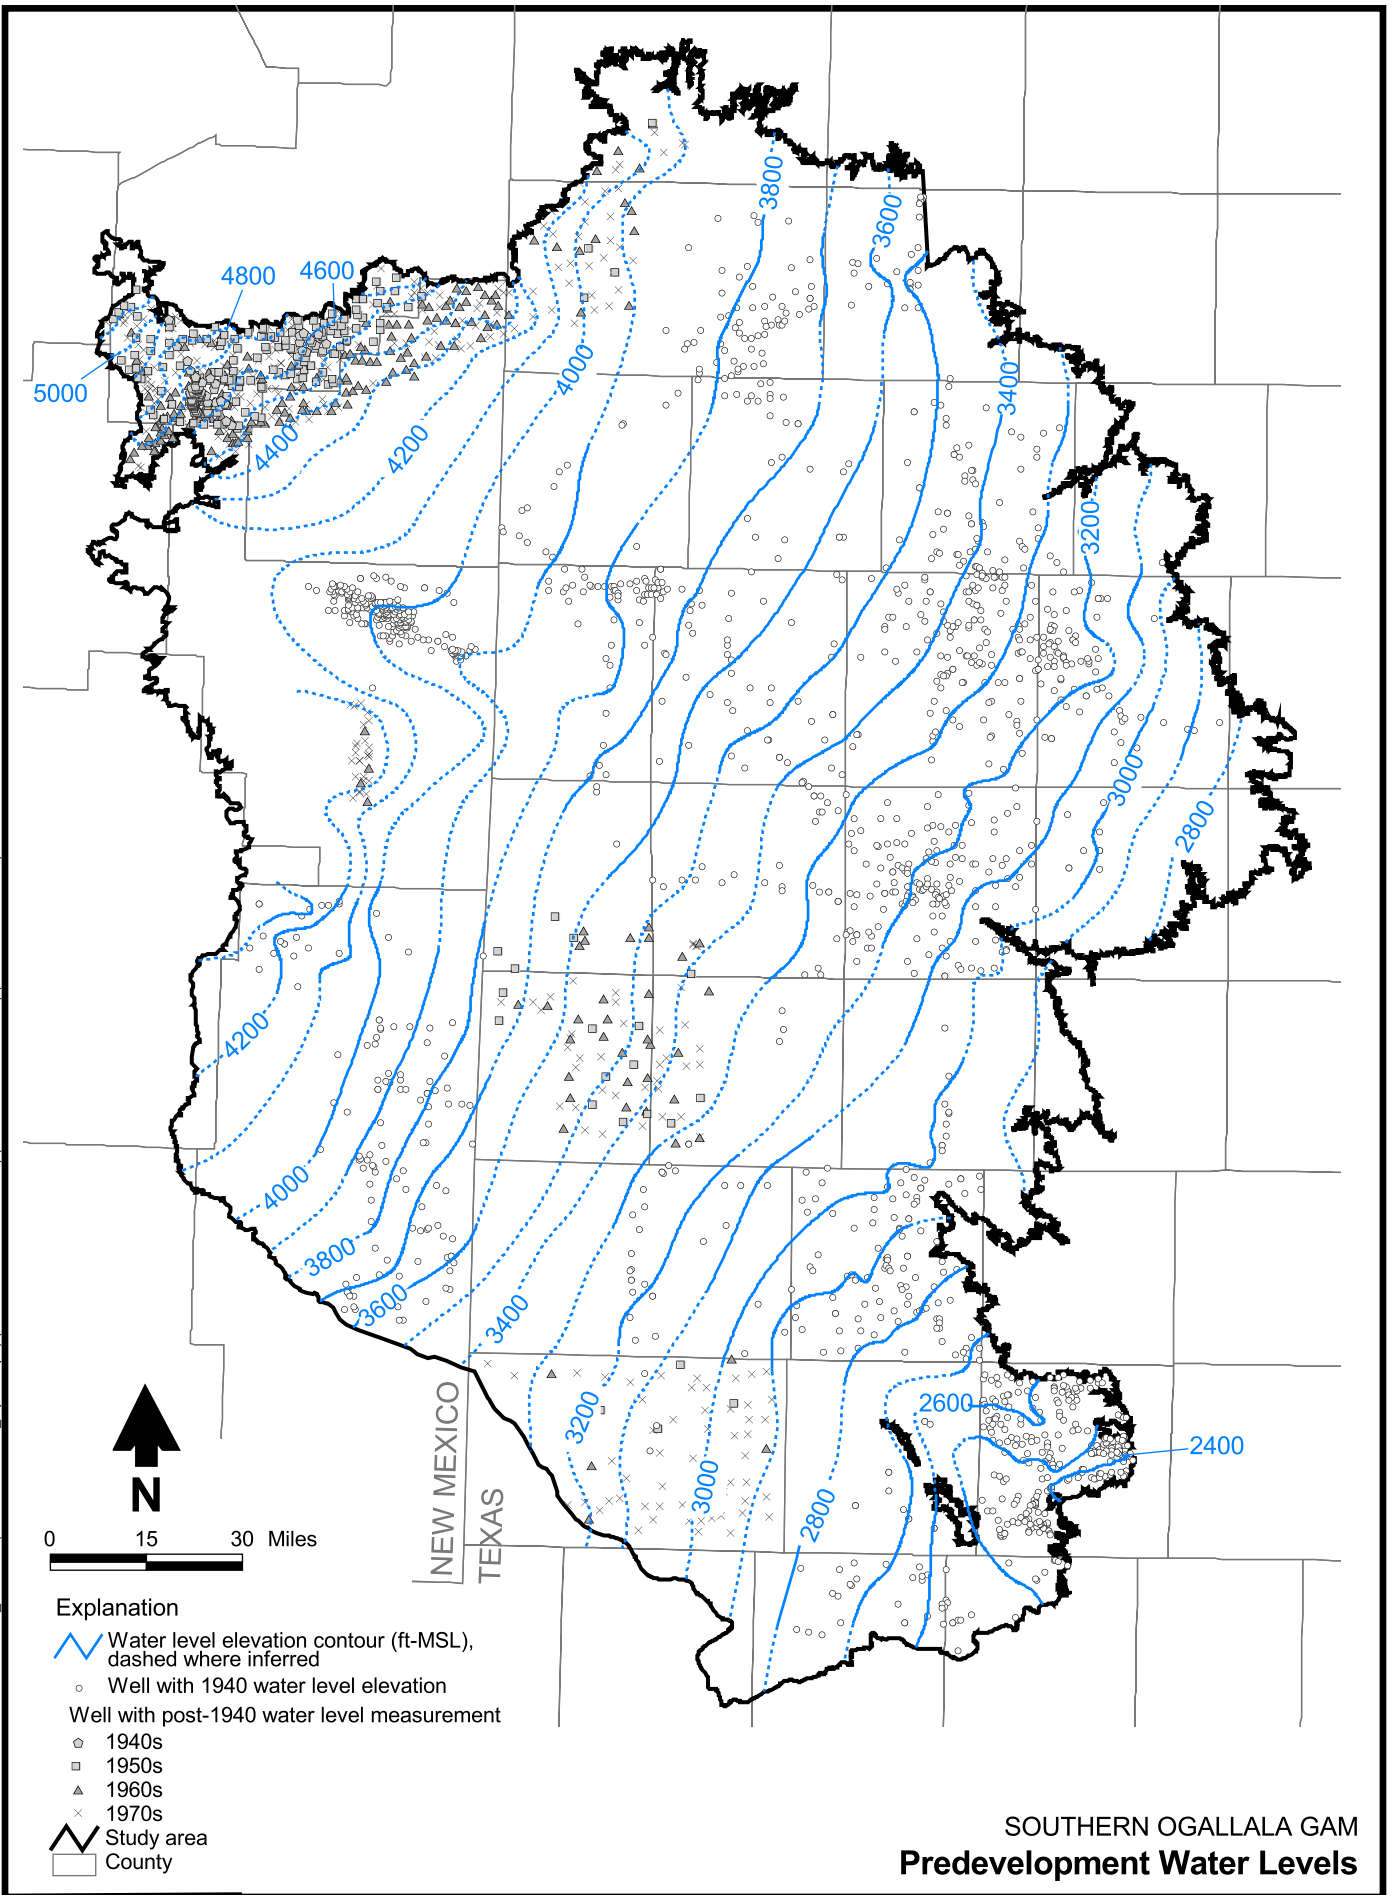 3800
3600
4800
4600
5000
4000
3400
4400
4200
3200
3000
2800
4200
4000
3800
3600
3400
3200
3000
2800
2600
2400
NEW MEXICO
TEXAS
N
0 15 30 Miles
Explanation
Water level elevation contour (ft-MSL),
dashed where inferred
Well with 1940 water level elevation
Well with post-1940 water level measurement
1940s
1950s
1960s
1970s
Study area
County
SOUTHERN OGALLALA GAM
Predevelopment Water Levels